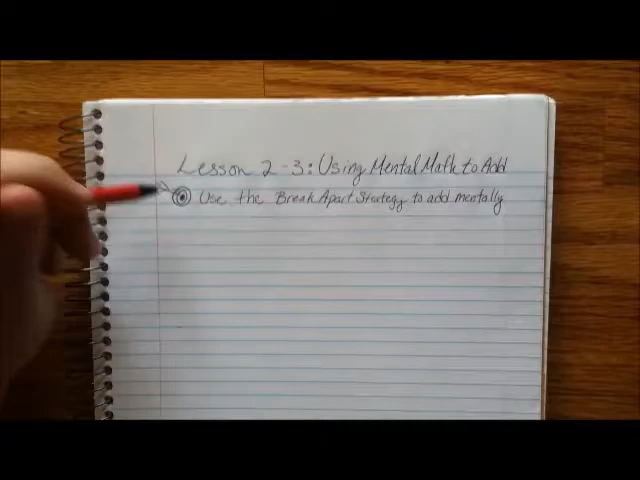 Lesson 2-3: Using Mental Math to Add
Use the Break Apart Strategy to add mentally